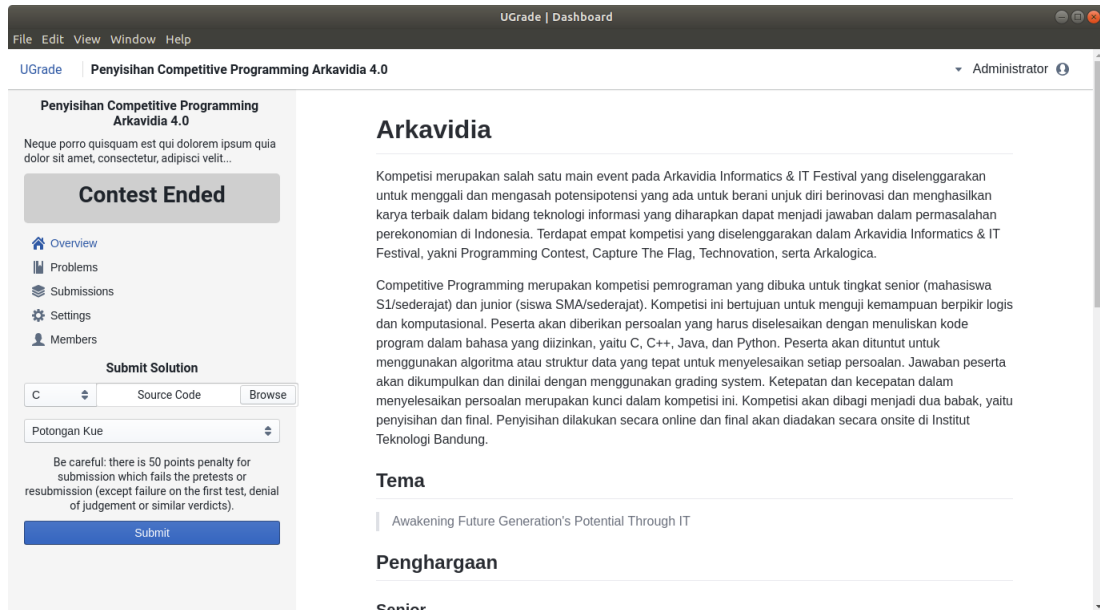 UGrade | Dashboard
File Edit View Window Help
UGrade
Penyisihan Competitive Programming Arkavidia 4.0
Administrator
Penyisihan Competitive Programming
Arkavidia 4.0
Neque porro quisquam est qui dolorem ipsum quia
dolor sit amet, consectetur, adipisci velit...
Contest Ended
Overview
Problems
Submissions
Settings
Members
Submit Solution
C
Source Code
Browse
Potongan Kue
Be careful: there is 50 points penalty for
submission which fails the pretests or
resubmission (except failure on the first test, denial
of judgement or similar verdicts).
Submit
Arkavidia
Kompetisi merupakan salah satu main event pada Arkavidia Informatics & IT Festival yang diselenggarakan
untuk menggali dan mengasah potensipotensi yang ada untuk berani unjuk diri berinovasi dan menghasilkan
karya terbaik dalam bidang teknologi informasi yang diharapkan dapat menjadi jawaban dalam permasalahan
perekonomian di Indonesia. Terdapat empat kompetisi yang diselenggarakan dalam Arkavidia Informatics & IT
Festival, yakni Programming Contest, Capture The Flag, Technovation, serta Arkalogica.
Competitive Programming merupakan kompetisi pemrograman yang dibuka untuk tingkat senior (mahasiswa
S1/sederajat) dan junior (siswa SMA/sederajat). Kompetisi ini bertujuan untuk menguji kemampuan berpikir logis
dan komputasional. Peserta akan diberikan persoalan yang harus diselesaikan dengan menuliskan kode
program dalam bahasa yang diizinkan, yaitu C, C++, Java, dan Python. Peserta akan dituntut untuk
menggunakan algoritma atau struktur data yang tepat untuk menyelesaikan setiap persoalan. Jawaban peserta
akan dikumpulkan dan dinilai dengan menggunakan grading system. Ketepatan dan kecepatan dalam
menyelesaikan persoalan merupakan kunci dalam kompetisi ini. Kompetisi akan dibagi menjadi dua babak, yaitu
penyisihan dan final. Penyisihan dilakukan secara online dan final akan diadakan secara onsite di Institut
Teknologi Bandung.
Tema
Awakening Future Generation's Potential Through IT
Penghargaan
Senior